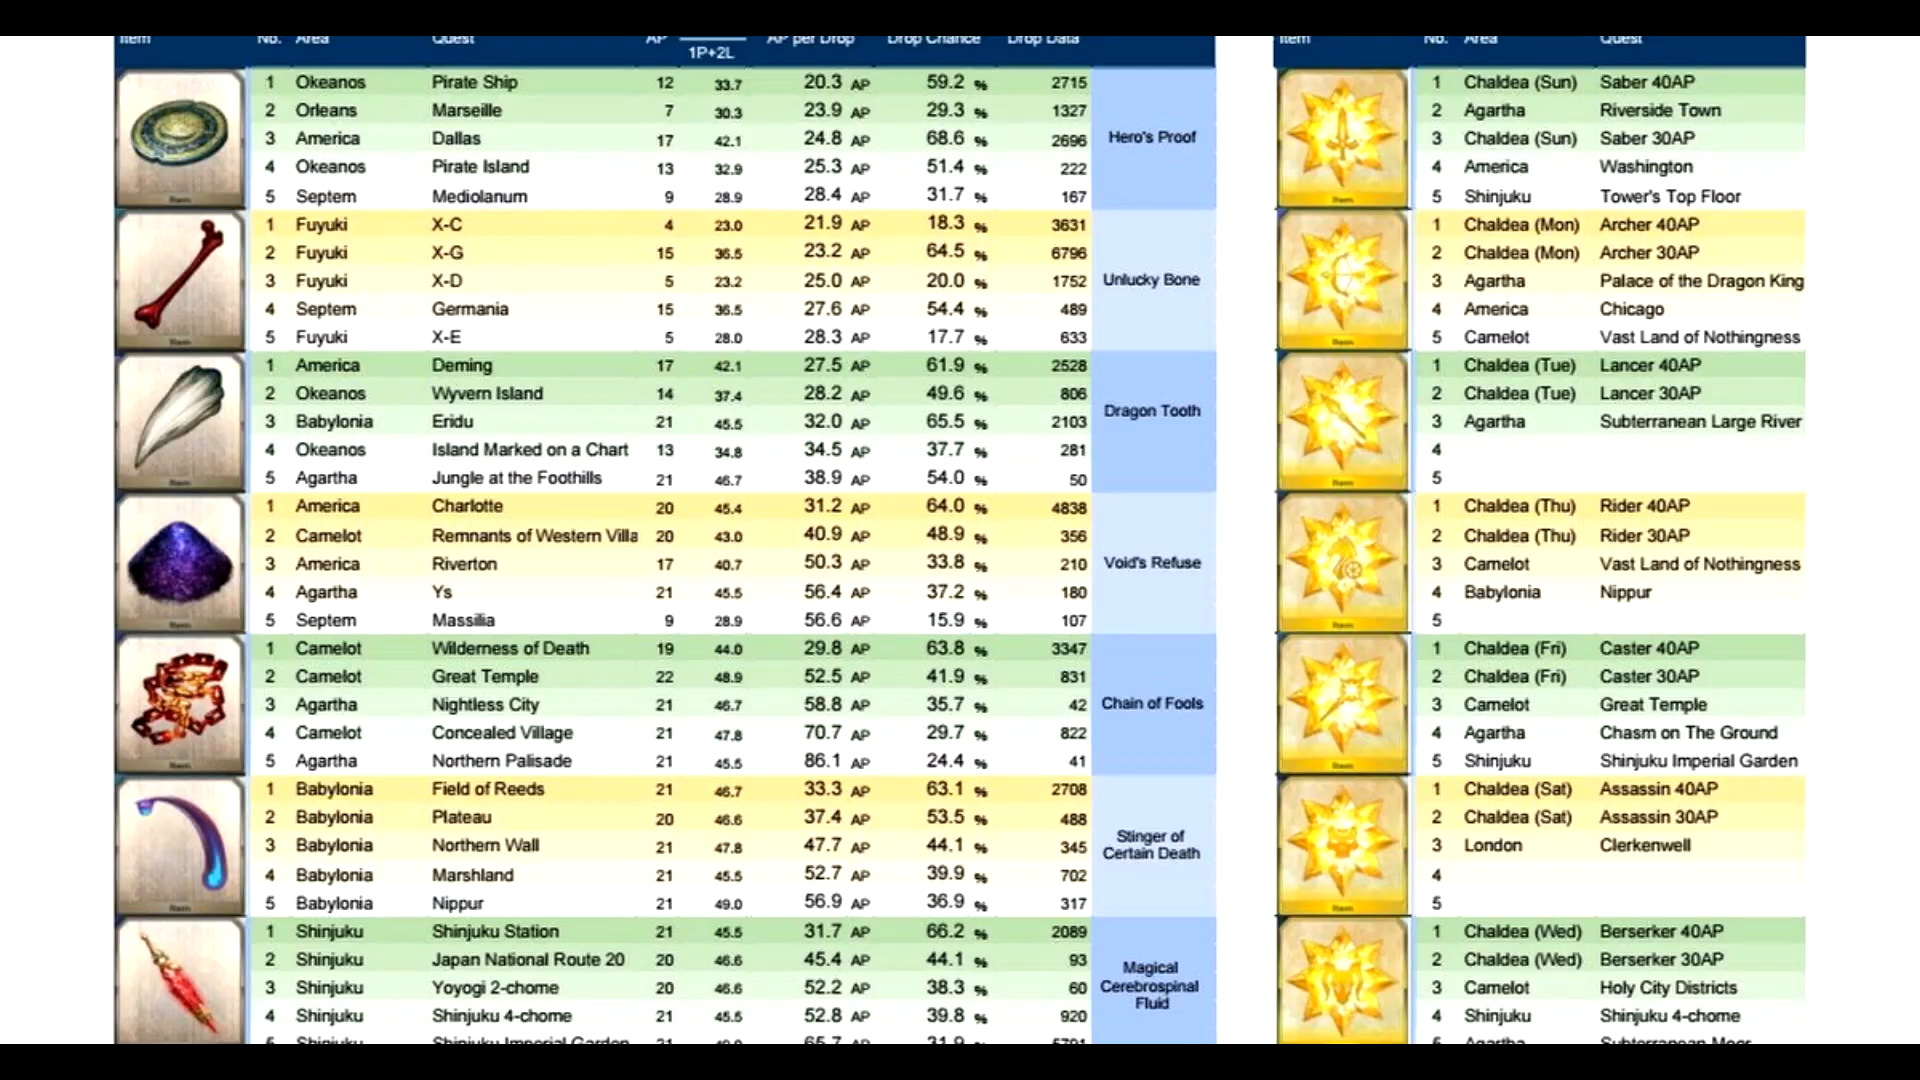 Item No. Area Quest AP 1P+2L AP per Drop Drop Chance Drop Data
1 Okeanos Pirate Ship 12 33.7 20.3 AP 59.2 % 2715
2 Orleans Marseille 7 30.3 23.9 AP 29.3 % 1327
3 America Dallas 17 42.1 24.8 AP 68.6 % 2696
Hero's Proof
4 Okeanos Pirate Island 13 32.9 25.3 AP 51.4 % 222
5 Septem Mediolanum 9 28.9 28.4 AP 31.7 % 167
1 Fuyuki X-C 4 23.0 21.9 AP 18.3 % 3631
2 Fuyuki X-G 15 36.5 23.2 AP 64.5 % 6796
3 Fuyuki X-D 5 23.2 25.0 AP 20.0 % 1752
Unlucky Bone
4 Septem Germania 15 36.5 27.6 AP 54.4 % 489
5 Fuyuki X-E 5 28.0 28.3 AP 17.7 % 633
1 America Deming 17 42.1 27.5 AP 61.9 % 2528
2 Okeanos Wyvern Island 14 37.4 28.2 AP 49.6 % 806
Dragon Tooth
3 Babylonia Eridu 21 45.5 32.0 AP 65.5 % 2103
4 Okeanos Island Marked on a Chart 13 34.8 34.5 AP 37.7 % 281
5 Agartha Jungle at the Foothills 21 46.7 38.9 AP 54.0 % 50
1 America Charlotte 20 45.4 31.2 AP 64.0 % 4838
2 Camelot Remnants of Western Villa 20 43.0 40.9 AP 48.9 % 356
3 America Riverton 17 40.7 50.3 AP 33.8 % 210
Void's Refuse
4 Agartha Ys 21 45.5 56.4 AP 37.2 % 180
5 Septem Massilia 9 28.9 56.6 AP 15.9 % 107
1 Camelot Wilderness of Death 19 44.0 29.8 AP 63.8 % 3347
2 Camelot Great Temple 22 48.9 52.5 AP 41.9 % 831
3 Agartha Nightless City 21 46.7 58.8 AP 35.7 % 42
Chain of Fools
4 Camelot Concealed Village 21 47.8 70.7 AP 29.7 % 822
5 Agartha Northern Palisade 21 45.5 86.1 AP 24.4 % 41
1 Babylonia Field of Reeds 21 46.7 33.3 AP 63.1 % 2708
2 Babylonia Plateau 20 46.6 37.4 AP 53.5 % 488
3 Babylonia Northern Wall 21 47.8 47.7 AP 44.1 % 345
Stinger of
Certain Death
4 Babylonia Marshland 21 45.5 52.7 AP 39.9 % 702
5 Babylonia Nippur 21 49.0 56.9 AP 36.9 % 317
1 Shinjuku Shinjuku Station 21 45.5 31.7 AP 66.2 % 2089
2 Shinjuku Japan National Route 20 20 46.6 45.4 AP 44.1 % 93
3 Shinjuku Yoyogi 2-chome 20 46.6 52.2 AP 38.3 % 60
Magical
Cerebrospinal
Fluid
4 Shinjuku Shinjuku 4-chome 21 45.5 52.8 AP 39.8 % 920
5 Shinjuku Shinjuku Imperial Garden 21 49.0 65.7 AP 31.9 % 5791
Item No. Area Quest
1 Chaldea (Sun) Saber 40AP
2 Agartha Riverside Town
3 Chaldea (Sun) Saber 30AP
4 America Washington
5 Shinjuku Tower's Top Floor
1 Chaldea (Mon) Archer 40AP
2 Chaldea (Mon) Archer 30AP
3 Agartha Palace of the Dragon King
4 America Chicago
5 Camelot Vast Land of Nothingness
1 Chaldea (Tue) Lancer 40AP
2 Chaldea (Tue) Lancer 30AP
3 Agartha Subterranean Large River
4
5
1 Chaldea (Thu) Rider 40AP
2 Chaldea (Thu) Rider 30AP
3 Camelot Vast Land of Nothingness
4 Babylonia Nippur
5
1 Chaldea (Fri) Caster 40AP
2 Chaldea (Fri) Caster 30AP
3 Camelot Great Temple
4 Agartha Chasm on The Ground
5 Shinjuku Shinjuku Imperial Garden
1 Chaldea (Sat) Assassin 40AP
2 Chaldea (Sat) Assassin 30AP
3 London Clerkenwell
4
5
1 Chaldea (Wed) Berserker 40AP
2 Chaldea (Wed) Berserker 30AP
3 Camelot Holy City Districts
4 Shinjuku Shinjuku 4-chome
5 Agartha Subterranean Moor